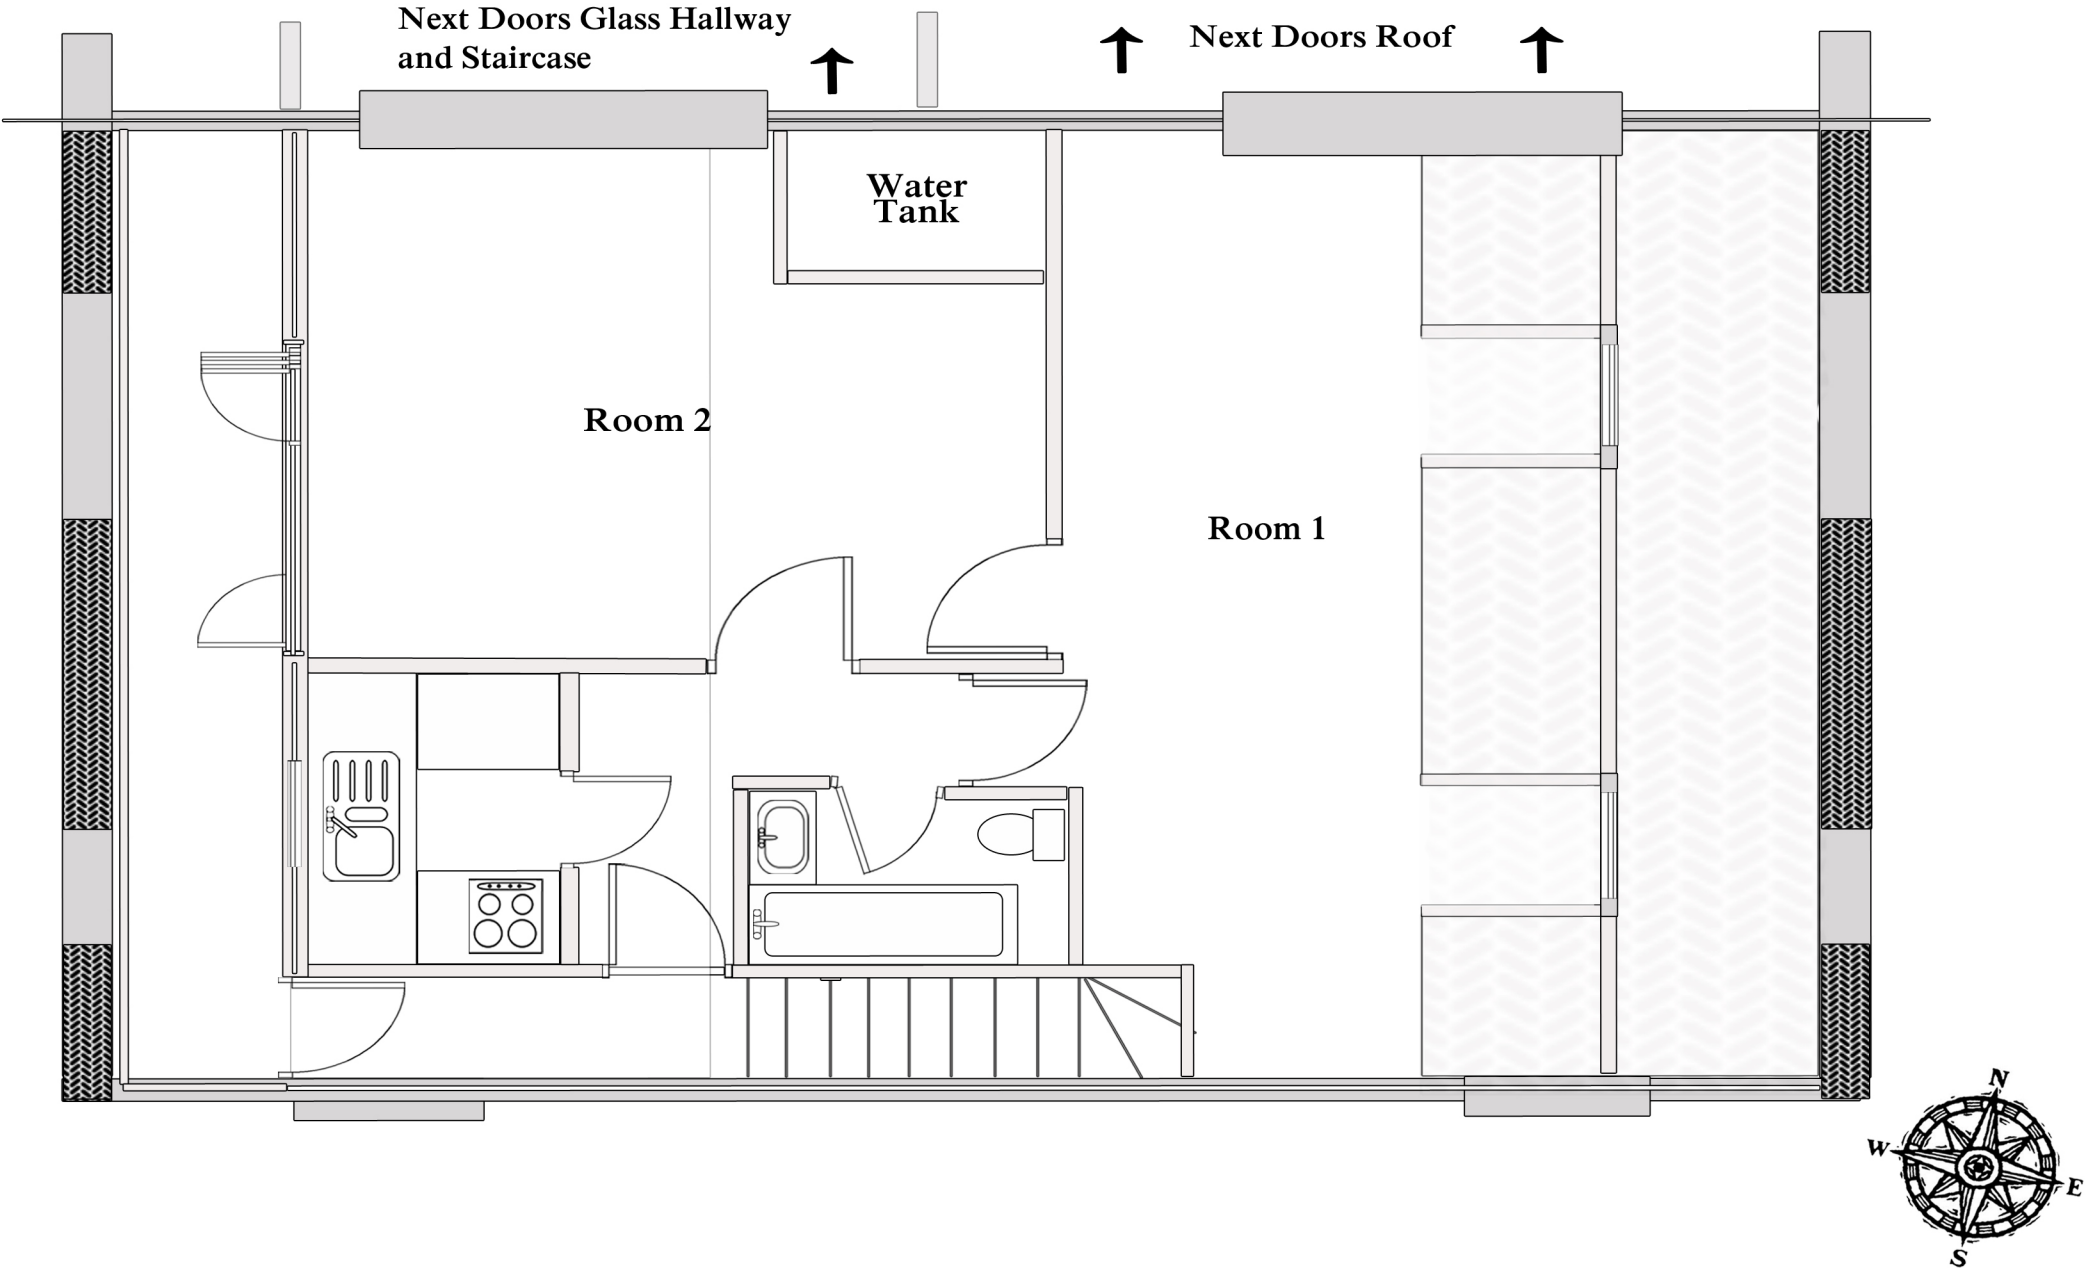 Next Doors Glass Hallway
and Staircase
Next Doors Roof
Water
Tank
Room 2
Room 1
N
W
E
S